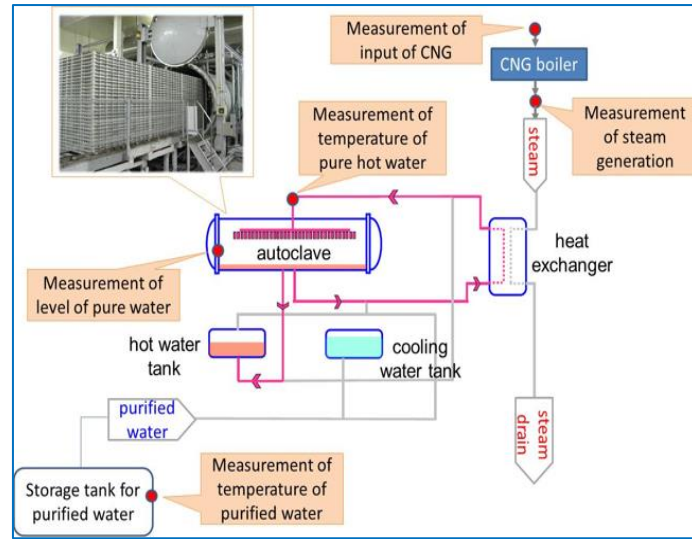 Measurement of
input of CNG
CNG boiler
Measurement
of steam
generation
steam
Measurement of
temperature of
pure hot water
autoclave
heat
exchanger
Measurement of
level of pure water
hot water
tank
cooling
water tank
purified
water
steam
drain
Storage tank for
purified water
Measurement of
temperature of
purified water